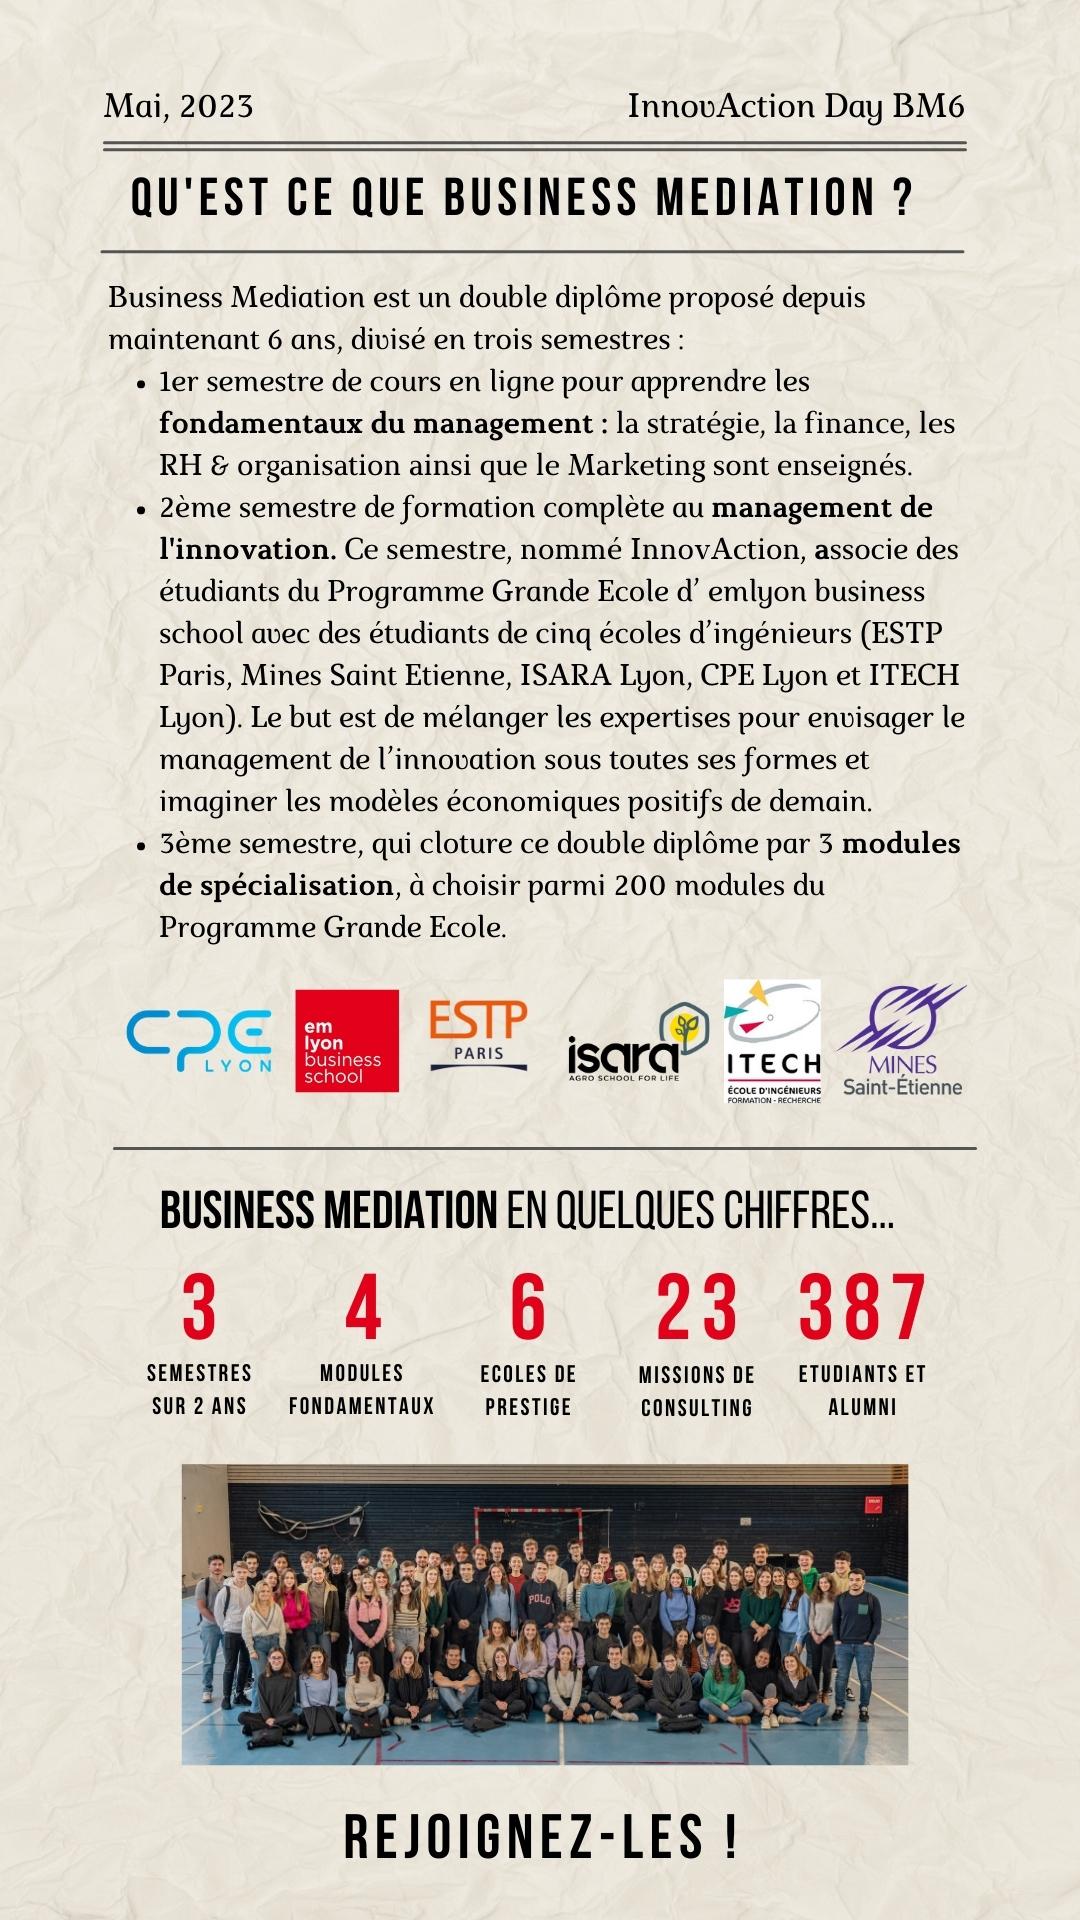 Mai, 2023
InnovAction Day BM6
QU'EST CE QUE BUSINESS MEDIATION ?
Business Mediation est un double diplôme proposé depuis
maintenant 6 ans, divisé en trois semestres :
• 1er semestre de cours en ligne pour apprendre les
fondamentaux du management : la stratégie, la finance, les
RH & organisation ainsi que le Marketing sont enseignés.
• 2ème semestre de formation complète au management de
l'innovation. Ce semestre, nommé InnovAction, associe des
étudiants du Programme Grande Ecole d’ emlyon business
school avec des étudiants de cinq écoles d’ingénieurs (ESTP
Paris, Mines Saint Etienne, ISARA Lyon, CPE Lyon et ITECH
Lyon). Le but est de mélanger les expertises pour envisager le
management de l’innovation sous toutes ses formes et
imaginer les modèles économiques positifs de demain.
• 3ème semestre, qui cloture ce double diplôme par 3 modules
de spécialisation, à choisir parmi 200 modules du
Programme Grande Ecole.
CPE
LYON
em
lyon
business
school
ESTP
PARIS
isara
AGRO SCHOOL FOR LIFE
ITECH
ÉCOLE D'INGÉNIEURS
FORMATION - RECHERCHE
MINES
Saint-Étienne
BUSINESS MEDIATION EN QUELQUES CHIFFRES...
3
SEMESTRES
SUR 2 ANS
4
MODULES
FONDAMENTAUX
6
ECOLES DE
PRESTIGE
23
MISSIONS DE
CONSULTING
387
ETUDIANTS ET
ALUMNI
POLO
REJOIGNEZ-LES !